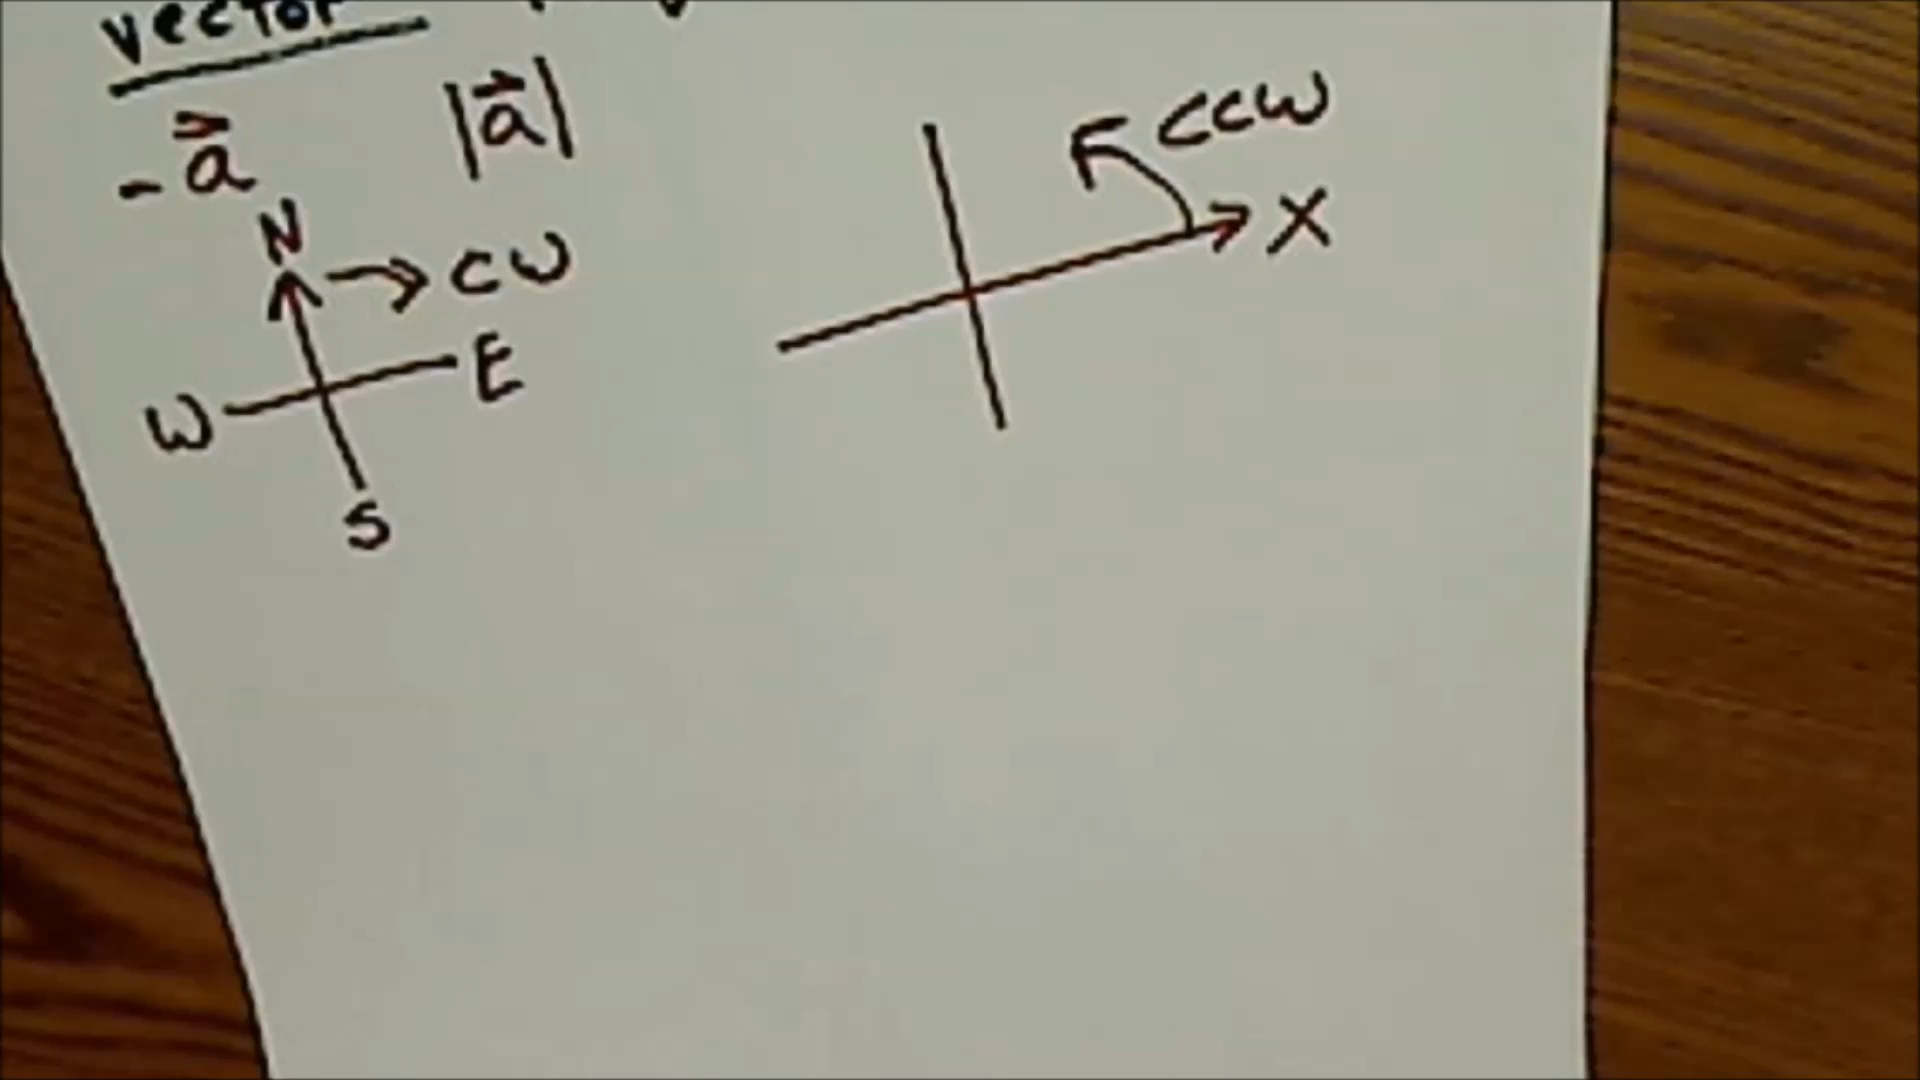 vector
-a⃗ |a⃗|
N
CW
W E
S
CCW
X